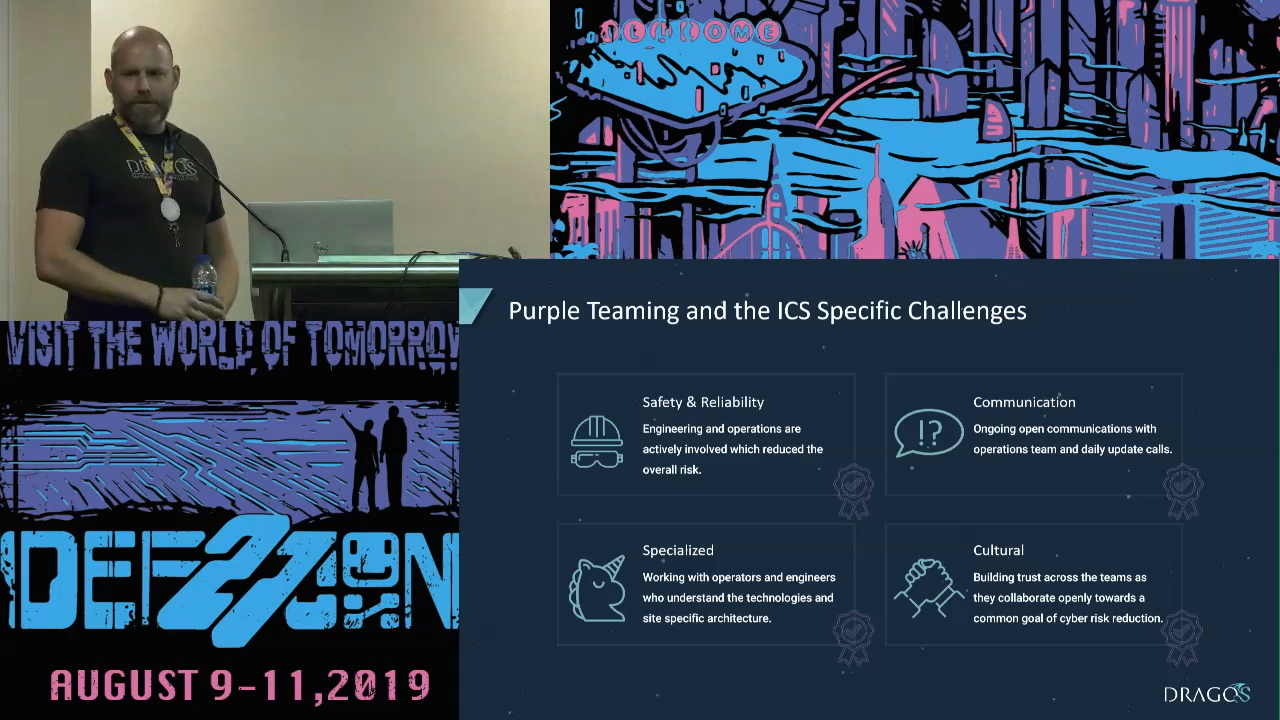 WELCOME
DRAGOS
VISIT THE WORLD OF TOMORROW
DEF 27 CON
AUGUST 9-11,2019
Purple Teaming and the ICS Specific Challenges
Safety & Reliability
Engineering and operations are
actively involved which reduced the
overall risk.
Communication
!?
Ongoing open communications with
operations team and daily update calls.
Specialized
Working with operators and engineers
who understand the technologies and
site specific architecture.
Cultural
Building trust across the teams as
they collaborate openly towards a
common goal of cyber risk reduction.
DRAGOS